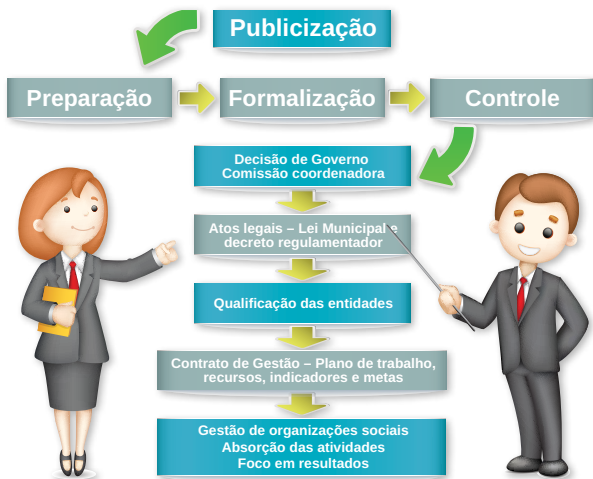 Publicização
Preparação
Formalização
Controle
Decisão de Governo
Comissão coordenadora
Atos legais – Lei Municipal e
decreto regulamentador
Qualificação das entidades
Contrato de Gestão – Plano de trabalho,
recursos, indicadores e metas
Gestão de organizações sociais
Absorção das atividades
Foco em resultados